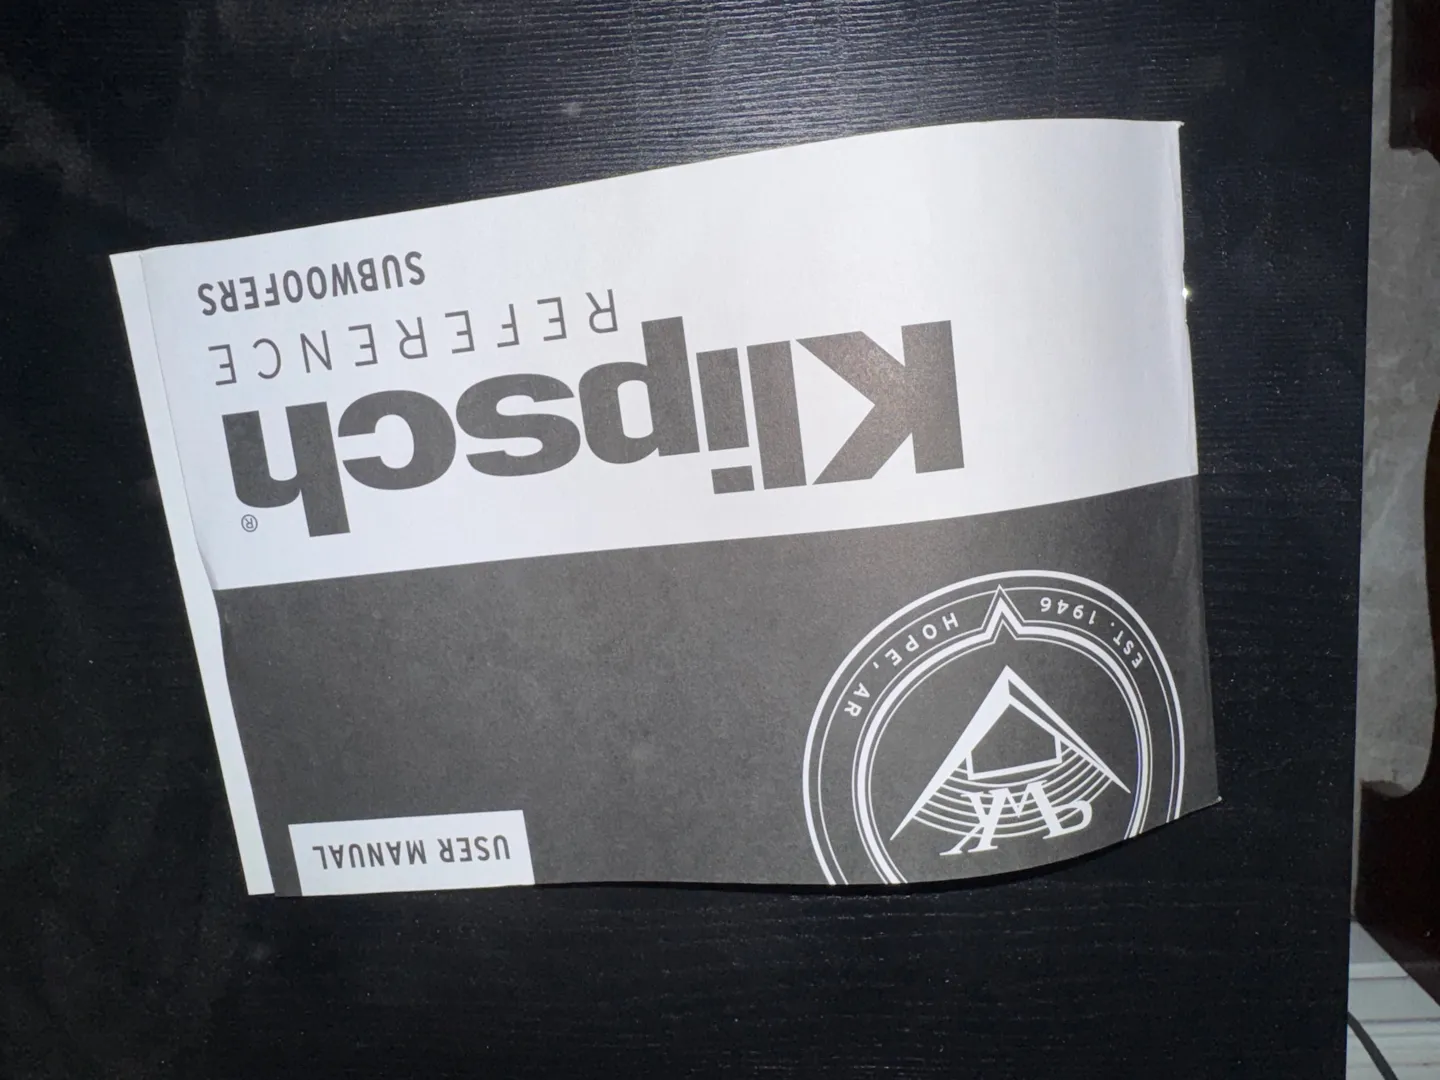 USER MANUAL
EST. 1946
HOPE, AR
PWK
Klipsch®
REFERENCE
SUBWOOFERS